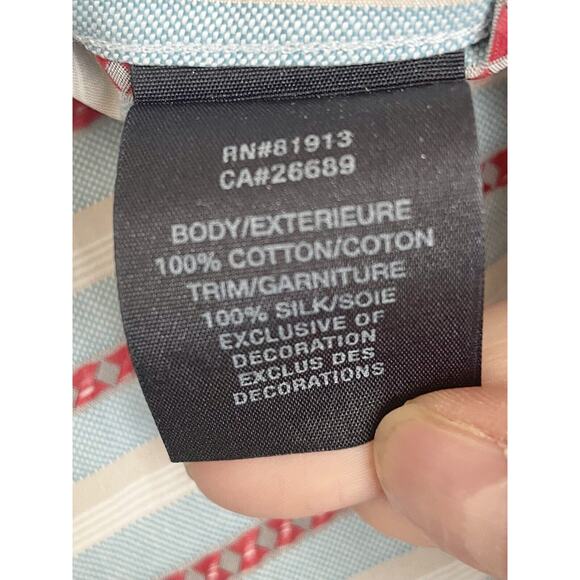 RN#81913
CA#26689
BODY/EXTERIEURE
100% COTTON/COTON
TRIM/GARNITURE
100% SILK/SOIE
EXCLUSIVE OF
DECORATION
EXCLUS DES
DECORATIONS